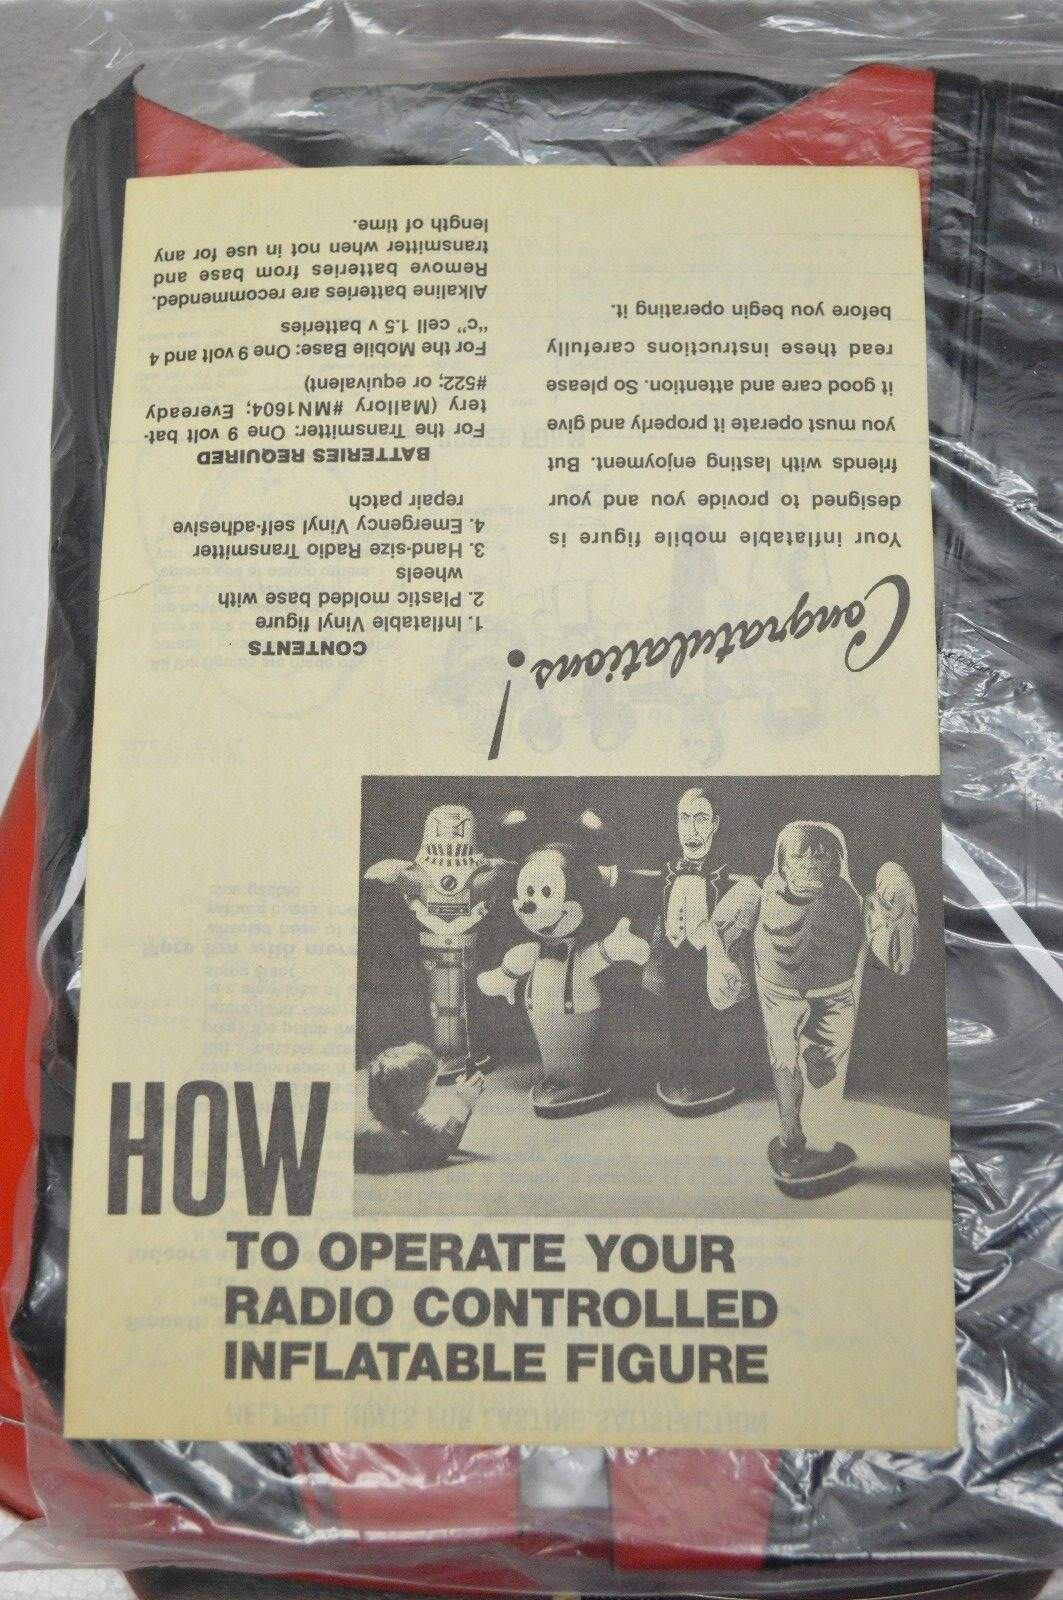 HOW
TO OPERATE YOUR
RADIO CONTROLLED
INFLATABLE FIGURE
Congratulations!
Your inflatable mobile figure is
designed to provide you and your
friends with lasting enjoyment. But
you must operate it properly and give
it good care and attention. So please
read these instructions carefully
before you begin operating it.
CONTENTS
1. Inflatable Vinyl figure
2. Plastic molded base with
wheels
3. Hand-size Radio Transmitter
4. Emergency Vinyl self-adhesive
repair patch
BATTERIES REQUIRED
For the Transmitter: One 9 volt bat-
tery (Mallory #MN1604; Eveready
#522; or equivalent)
For the Mobile Base: One 9 volt and 4
"c" cell 1.5 v batteries
Alkaline batteries are recommended.
Remove batteries from base and
transmitter when not in use for any
length of time.
HELPFUL HINTS FOR LASTING SATISFACTION